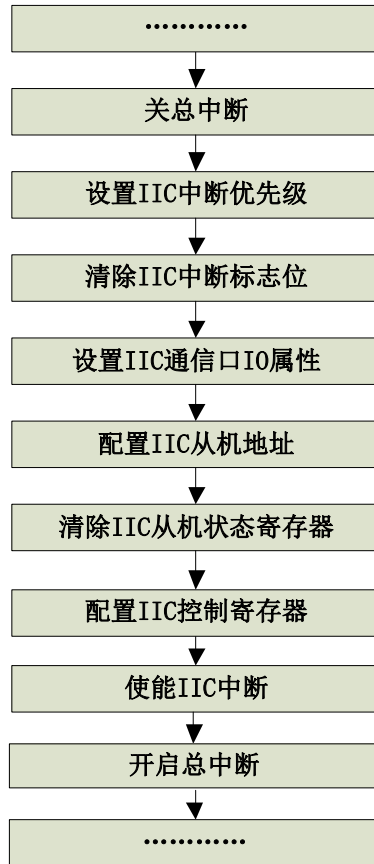 …………
关总中断
设置IIC中断优先级
清除IIC中断标志位
设置IIC通信口IO属性
配置IIC从机地址
清除IIC从机状态寄存器
配置IIC控制寄存器
使能IIC中断
开启总中断
…………